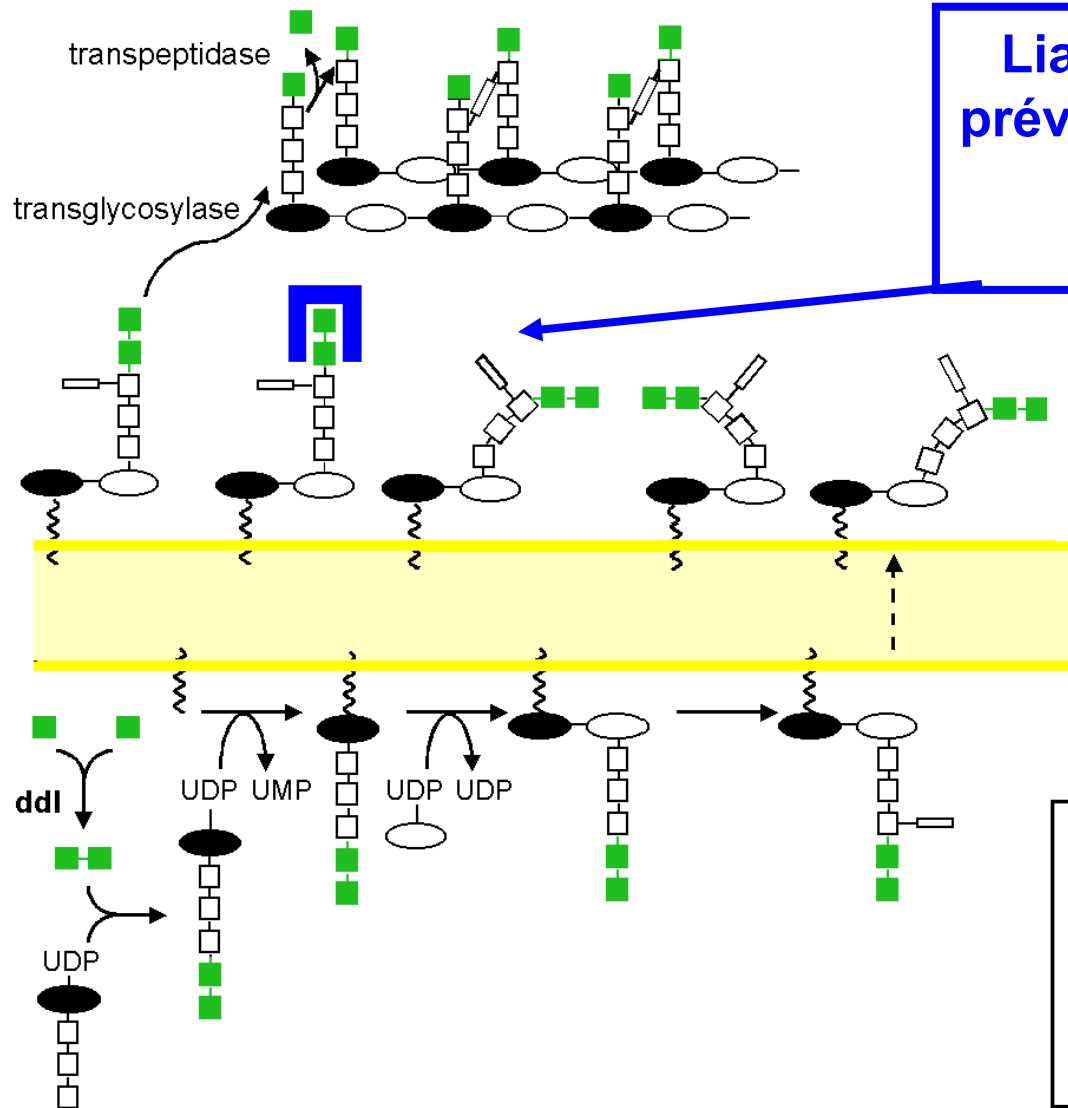 transpeptidase
Lia
prév
transglycosylase
ddl
UDP UMP
UDP UDP
UDP